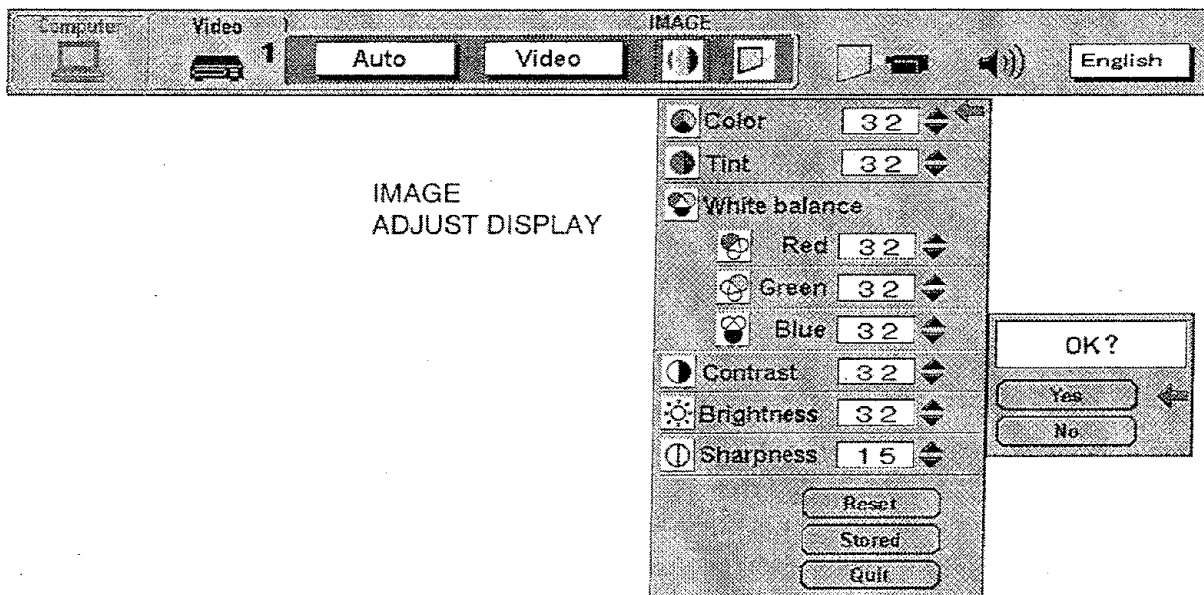 Computer
Video
)
IMAGE
1
Auto
Video
English
Color 32
Tint 32
White balance
Red 32
Green 32
Blue 32
Contrast 32
Brightness 32
Sharpness 15
Reset
Stored
Quit
IMAGE
ADJUST DISPLAY
OK?
Yes
No